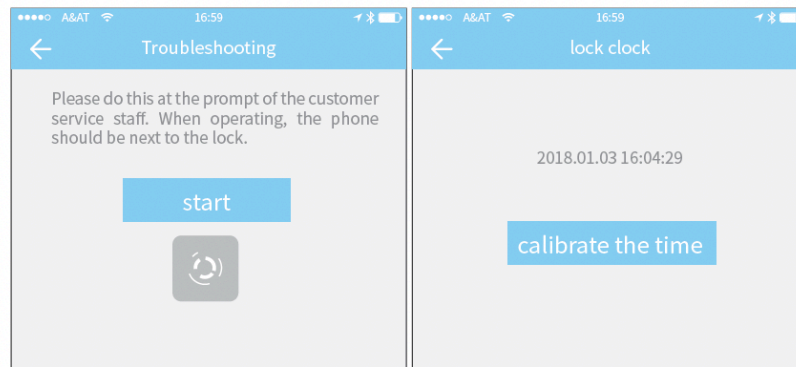 A&AT 16:59
Troubleshooting
Please do this at the prompt of the customer
service staff. When operating, the phone
should be next to the lock.
start
A&AT 16:59
lock clock
2018.01.03 16:04:29
calibrate the time